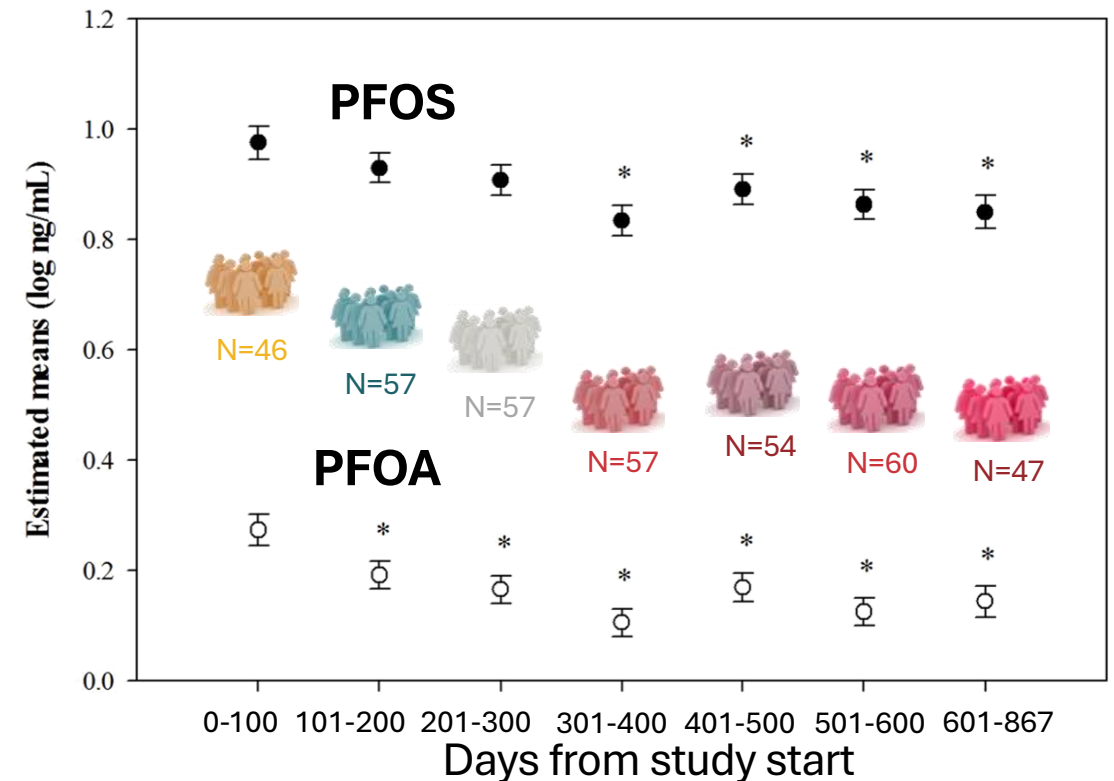 1.2
PFOS
1.0
*
*
*
*
0.8
N=46
N=57
N=57
N=57
N=54
N=60
N=47
0.6
0.4
PFOA
*
*
*
*
*
*
0.2
0.0
Estimated means (log ng/mL)
0-100 101-200 201-300 301-400 401-500 501-600 601-867
Days from study start